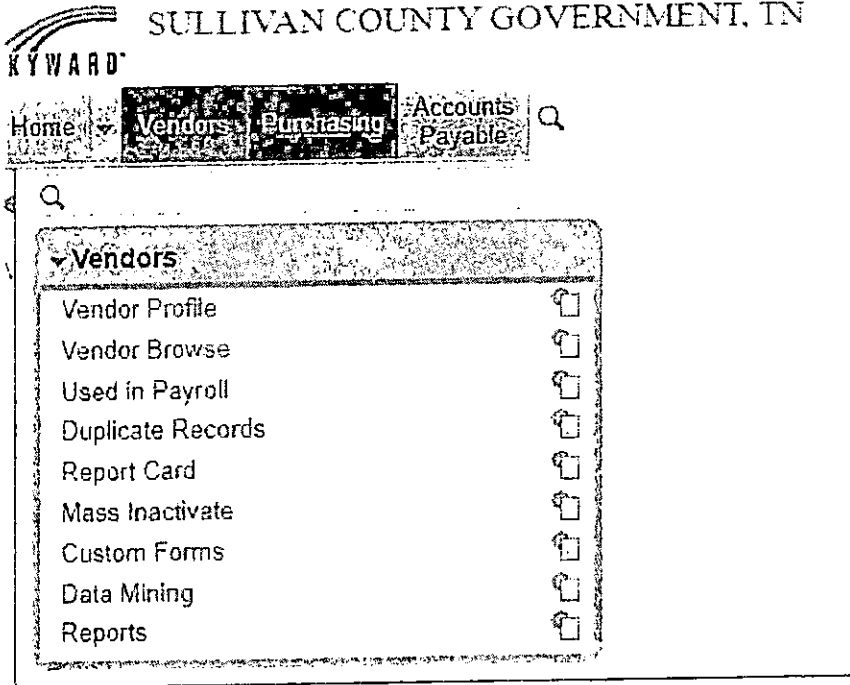 SULLIVAN COUNTY GOVERNMENT, TN
KYWARD
Home Vendors Purchasing Accounts Payable
Vendors
Vendor Profile
Vendor Browse
Used in Payroll
Duplicate Records
Report Card
Mass Inactivate
Custom Forms
Data Mining
Reports